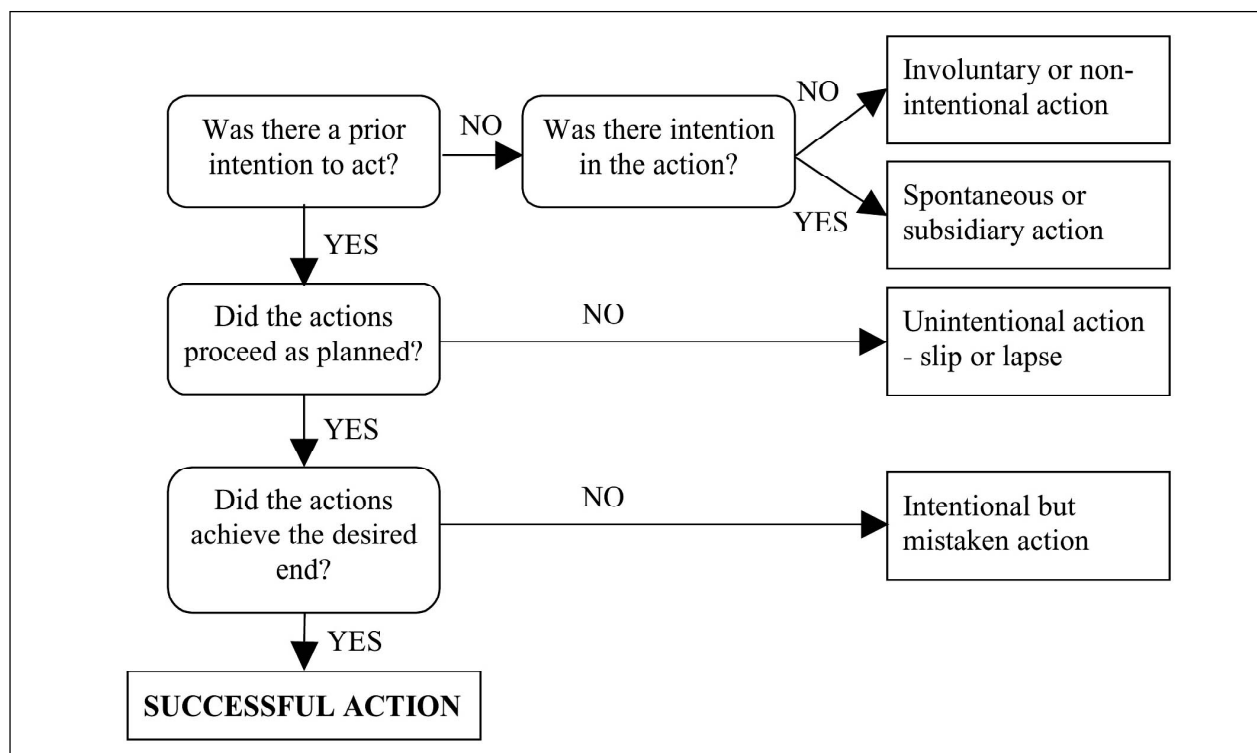 Was there a prior
intention to act?
NO
Was there intention
in the action?
NO
Involuntary or non-
intentional action
YES
Spontaneous or
subsidiary action
YES
Did the actions
proceed as planned?
NO
Unintentional action
- slip or lapse
YES
Did the actions
achieve the desired
end?
NO
Intentional but
mistaken action
YES
SUCCESSFUL ACTION